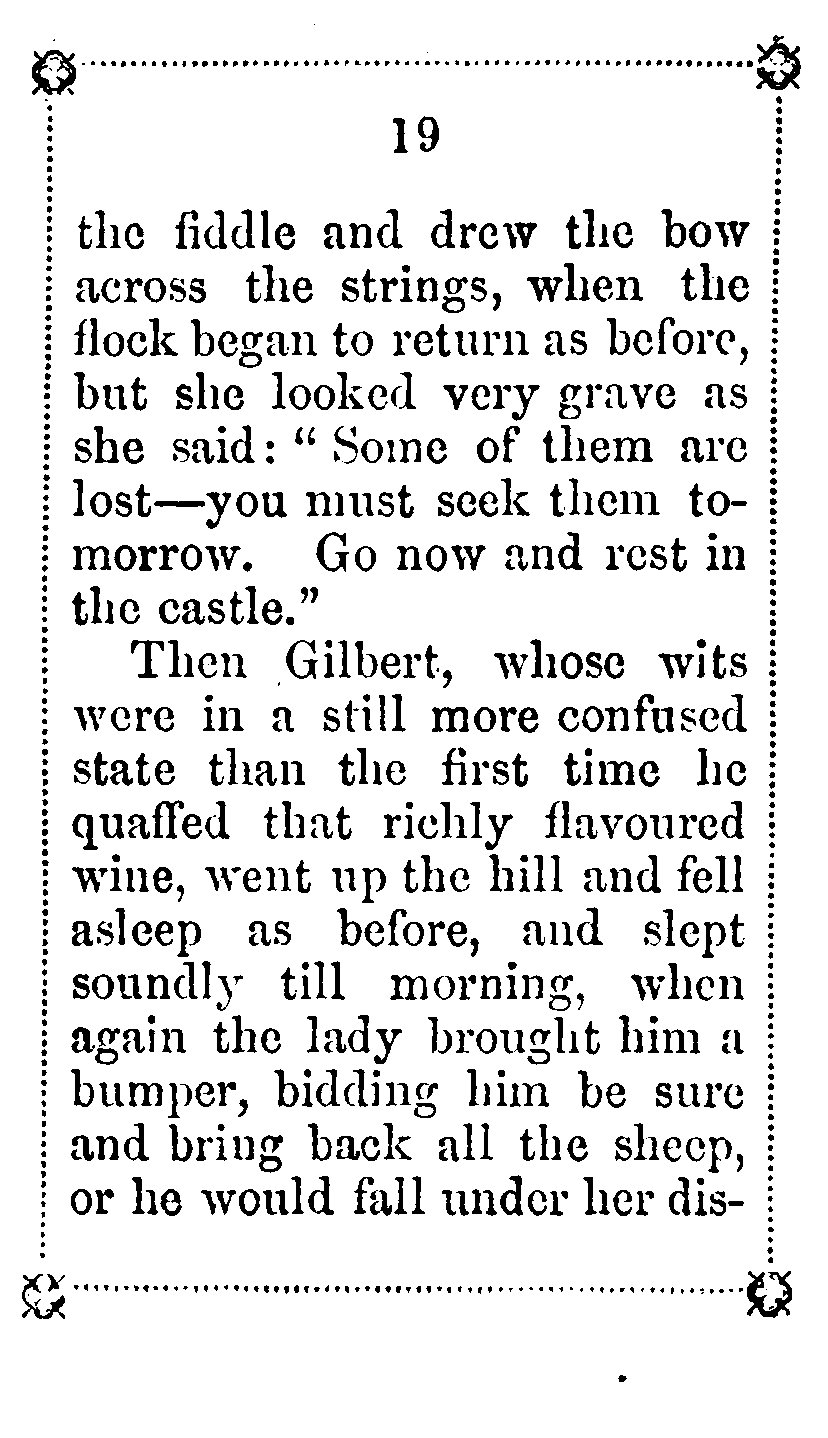 19
the fiddle and drew the bow
across the strings, when the
flock began to return as before,
but she looked very grave as
she said: “ Some of them are
lost—you must seek them to-
morrow. Go now and rest in
the castle.”
Then Gilbert, whose wits
were in a still more confused
state than the first time he
quaffed that richly flavoured
wine, went up the hill and fell
asleep as before, and slept
soundly till morning, when
again the lady brought him a
bumper, bidding him be sure
and bring back all the sheep,
or he would fall under her dis-